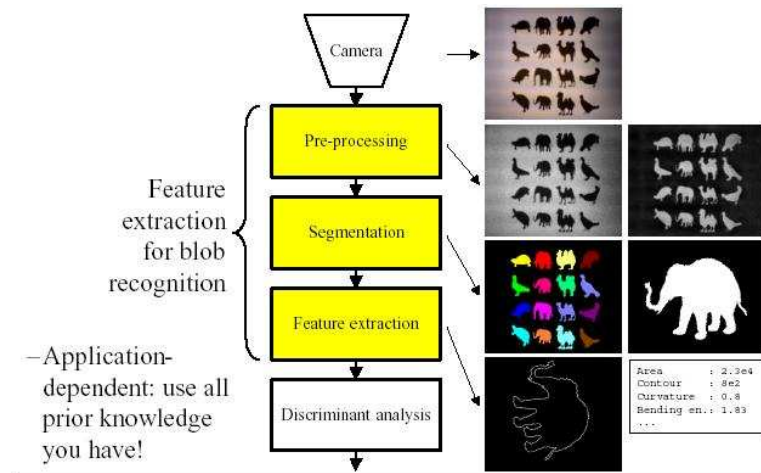 Camera
Pre-processing
Segmentation
Feature extraction
Discriminant analysis
Feature
extraction
for blob
recognition
–Application-
dependent: use all
prior knowledge
you have!
Area : 2.3e4
Contour : 8e2
Curvature : 0.8
Bending en.: 1.83
...